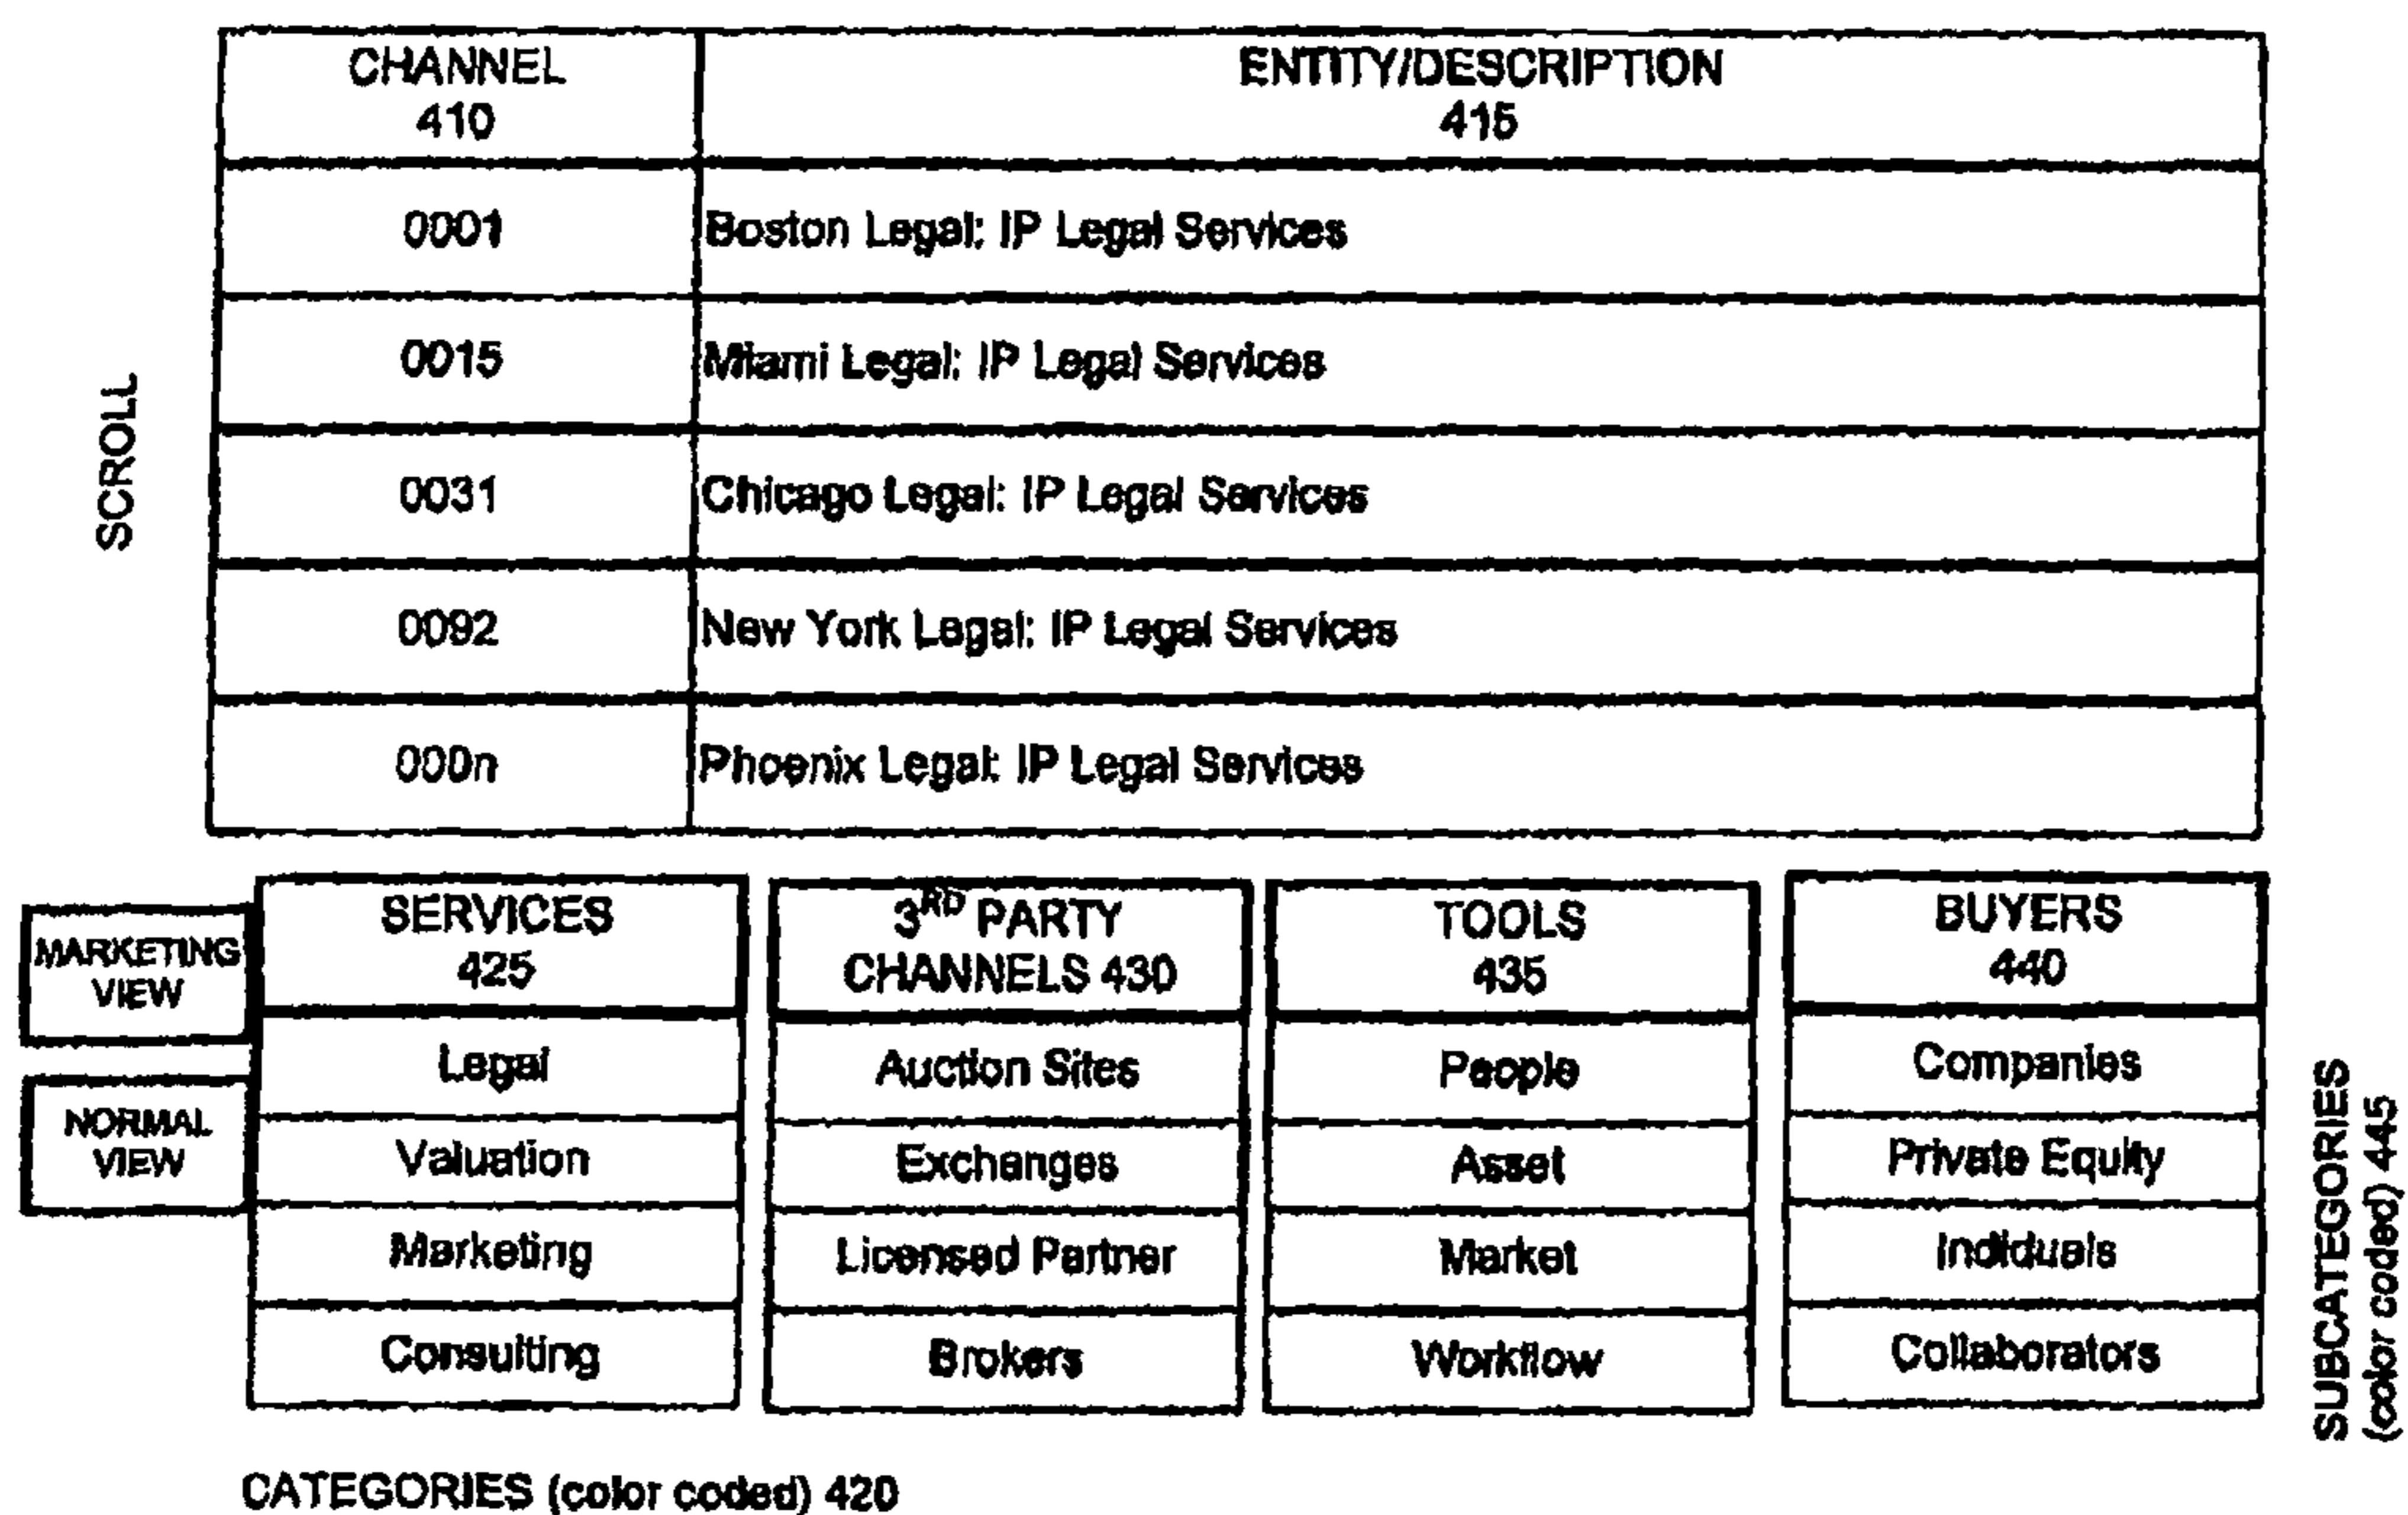 CHANNEL
410
ENTITY/DESCRIPTION
415
0001
Boston Legal: IP Legal Services
0015
Miami Legal: IP Legal Services
0031
Chicago Legal: IP Legal Services
0092
New York Legal: IP Legal Services
000n
Phoenix Legal: IP Legal Services
SCROLL
MARKETING
VIEW
NORMAL
VIEW
SERVICES
425
Legal
Valuation
Marketing
Consulting
3RD PARTY
CHANNELS 430
Auction Sites
Exchanges
Licensed Partner
Brokers
TOOLS
435
People
Asset
Market
Workflow
BUYERS
440
Companies
Private Equity
Indiduals
Collaborators
SUBCATEGORIES
(color coded) 445
CATEGORIES (color coded) 420